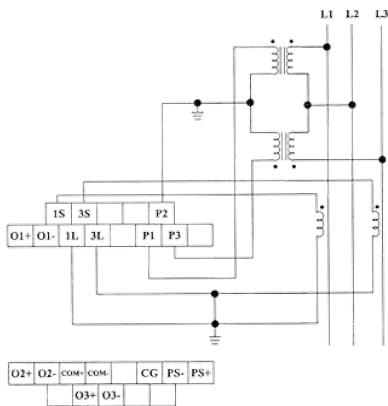 L1 L2 L3
1S 3S P2
O1+ O1- 1L 3L P1 P3
O2+ O2- COM+ COM- CG PS- PS+
O3+ O3-